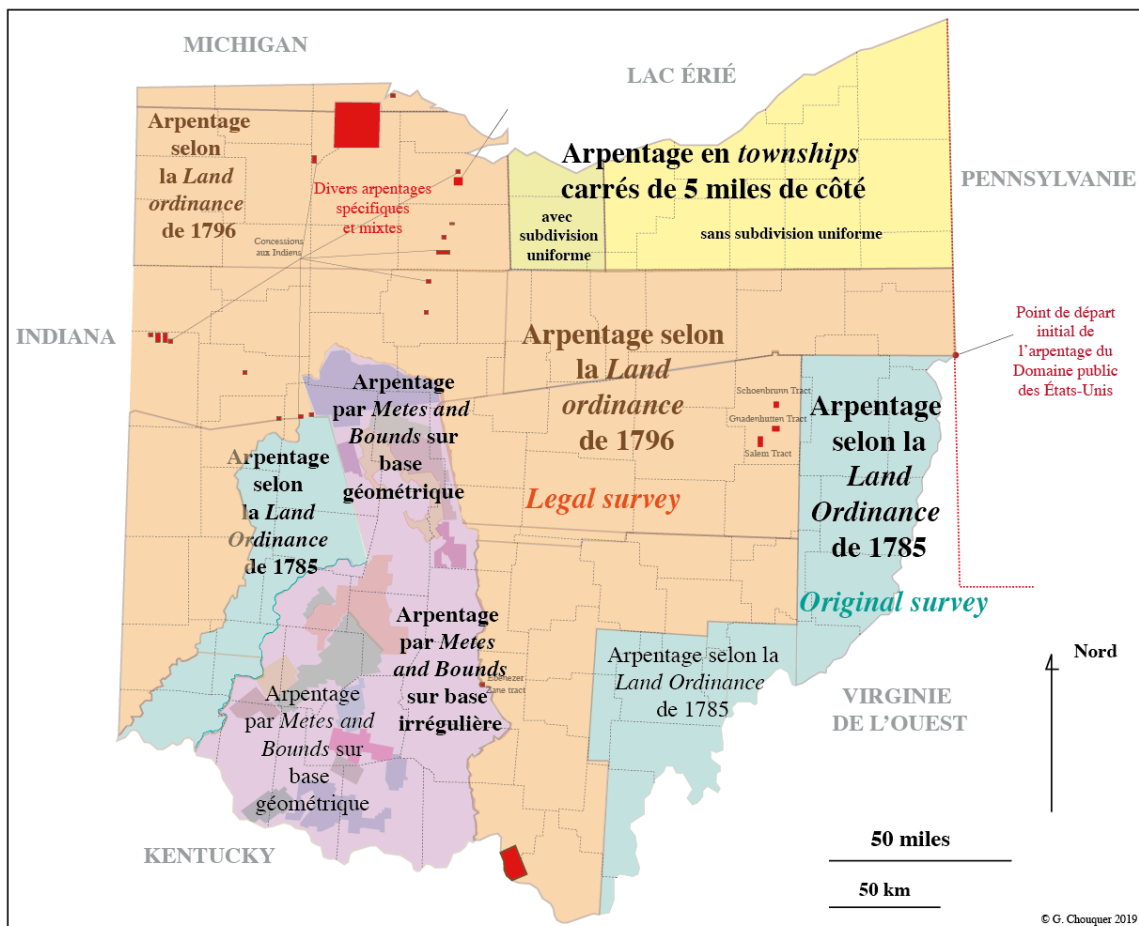 MICHIGAN
LAC ÉRIÉ
PENNSYLVANIE
INDIANA
KENTUCKY
VIRGINIE
DE L’OUEST
Arpentage
selon
la Land
ordinance
de 1796
Divers arpentages
spécifiques
et mixtes
Concessions
aux Indiens
Arpentage en townships
carrés de 5 miles de côté
avec
subdivision
uniforme
sans subdivision uniforme
Point de départ
initial de
l’arpentage du
Domaine public
des États-Unis
Arpentage selon
la Land
ordinance
de 1796
Schoenbrunn Tract
Gnadenhutten Tract
Salem Tract
Legal survey
Arpentage
selon la
Land
Ordinance
de 1785
Original survey
Arpentage
par Metes and
Bounds sur
base
géométrique
Arpentage
selon
la Land
Ordinance
de 1785
Arpentage
par Metes
and Bounds
sur base
irrégulière
Ebenezer
Zane tract
Arpentage
par Metes and
Bounds sur
base
géométrique
Arpentage selon la
Land Ordinance
de 1785
Nord
50 miles
50 km
© G. Chouquer 2019